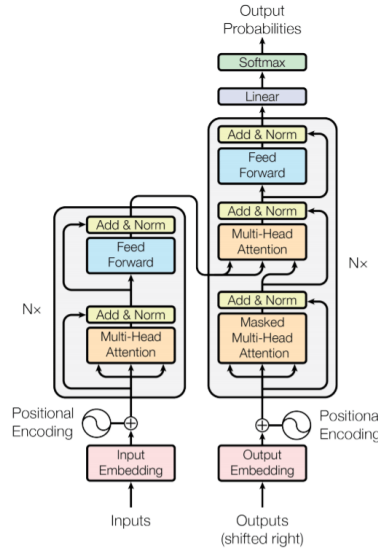 Output
Probabilities
Softmax
Linear
Add & Norm
Feed
Forward
Add & Norm
Multi-Head
Attention
Add & Norm
Masked
Multi-Head
Attention
N×
Add & Norm
Feed
Forward
Add & Norm
Multi-Head
Attention
N×
Positional
Encoding
Input
Embedding
Inputs
Positional
Encoding
Output
Embedding
Outputs
(shifted right)